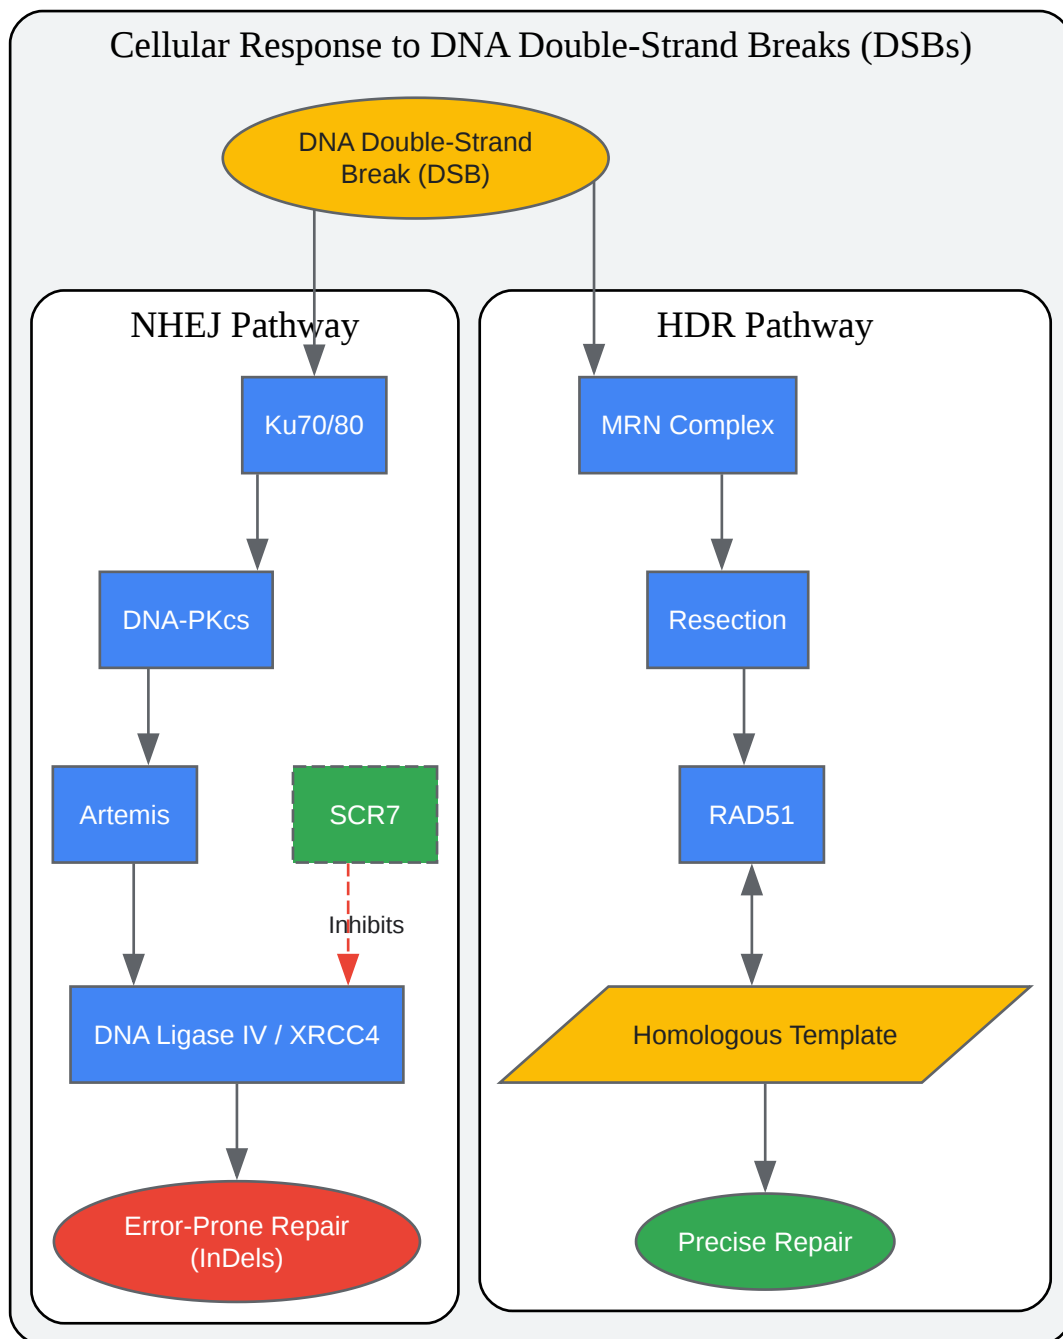 Cellular Response to DNA Double-Strand Breaks (DSBs)
DNA Double-Strand
Break (DSB)
NHEJ Pathway
Ku70/80
DNA-PKcs
Artemis
SCR7
Inhibits
DNA Ligase IV / XRCC4
Error-Prone Repair
(InDels)
HDR Pathway
MRN Complex
Resection
RAD51
Homologous Template
Precise Repair